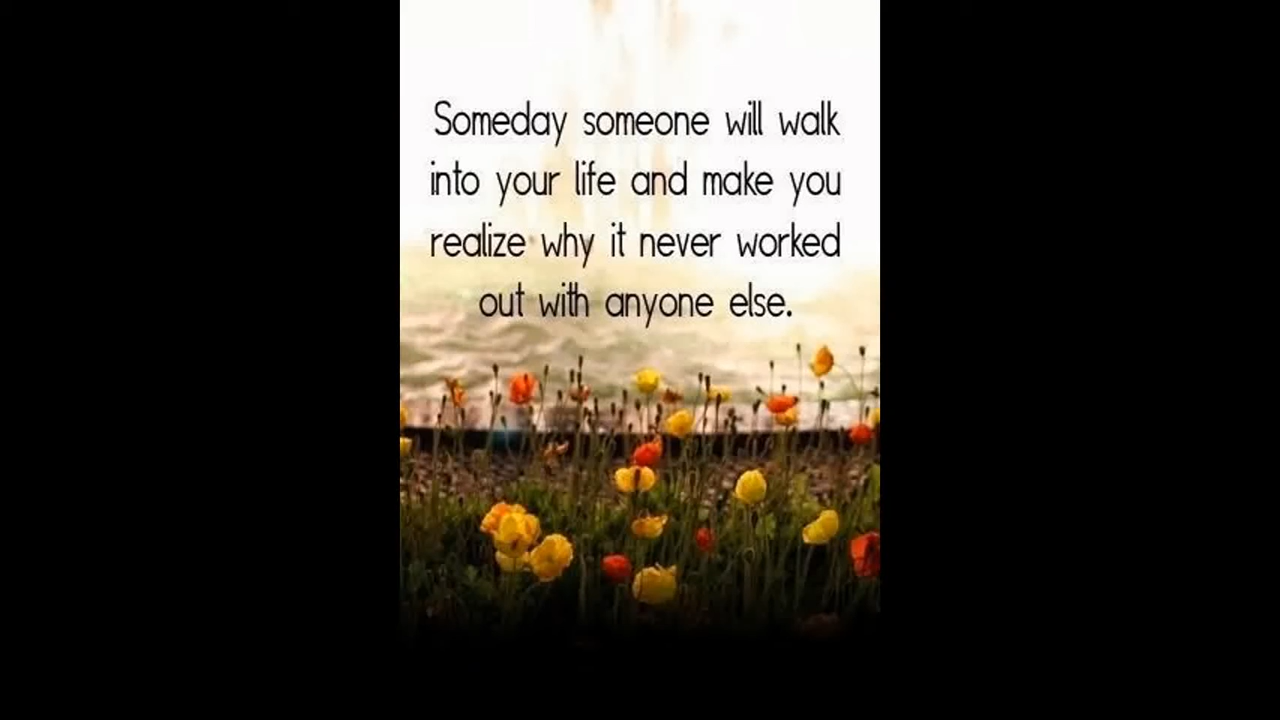 Someday someone will walk
into your life and make you
realize why it never worked
out with anyone else.